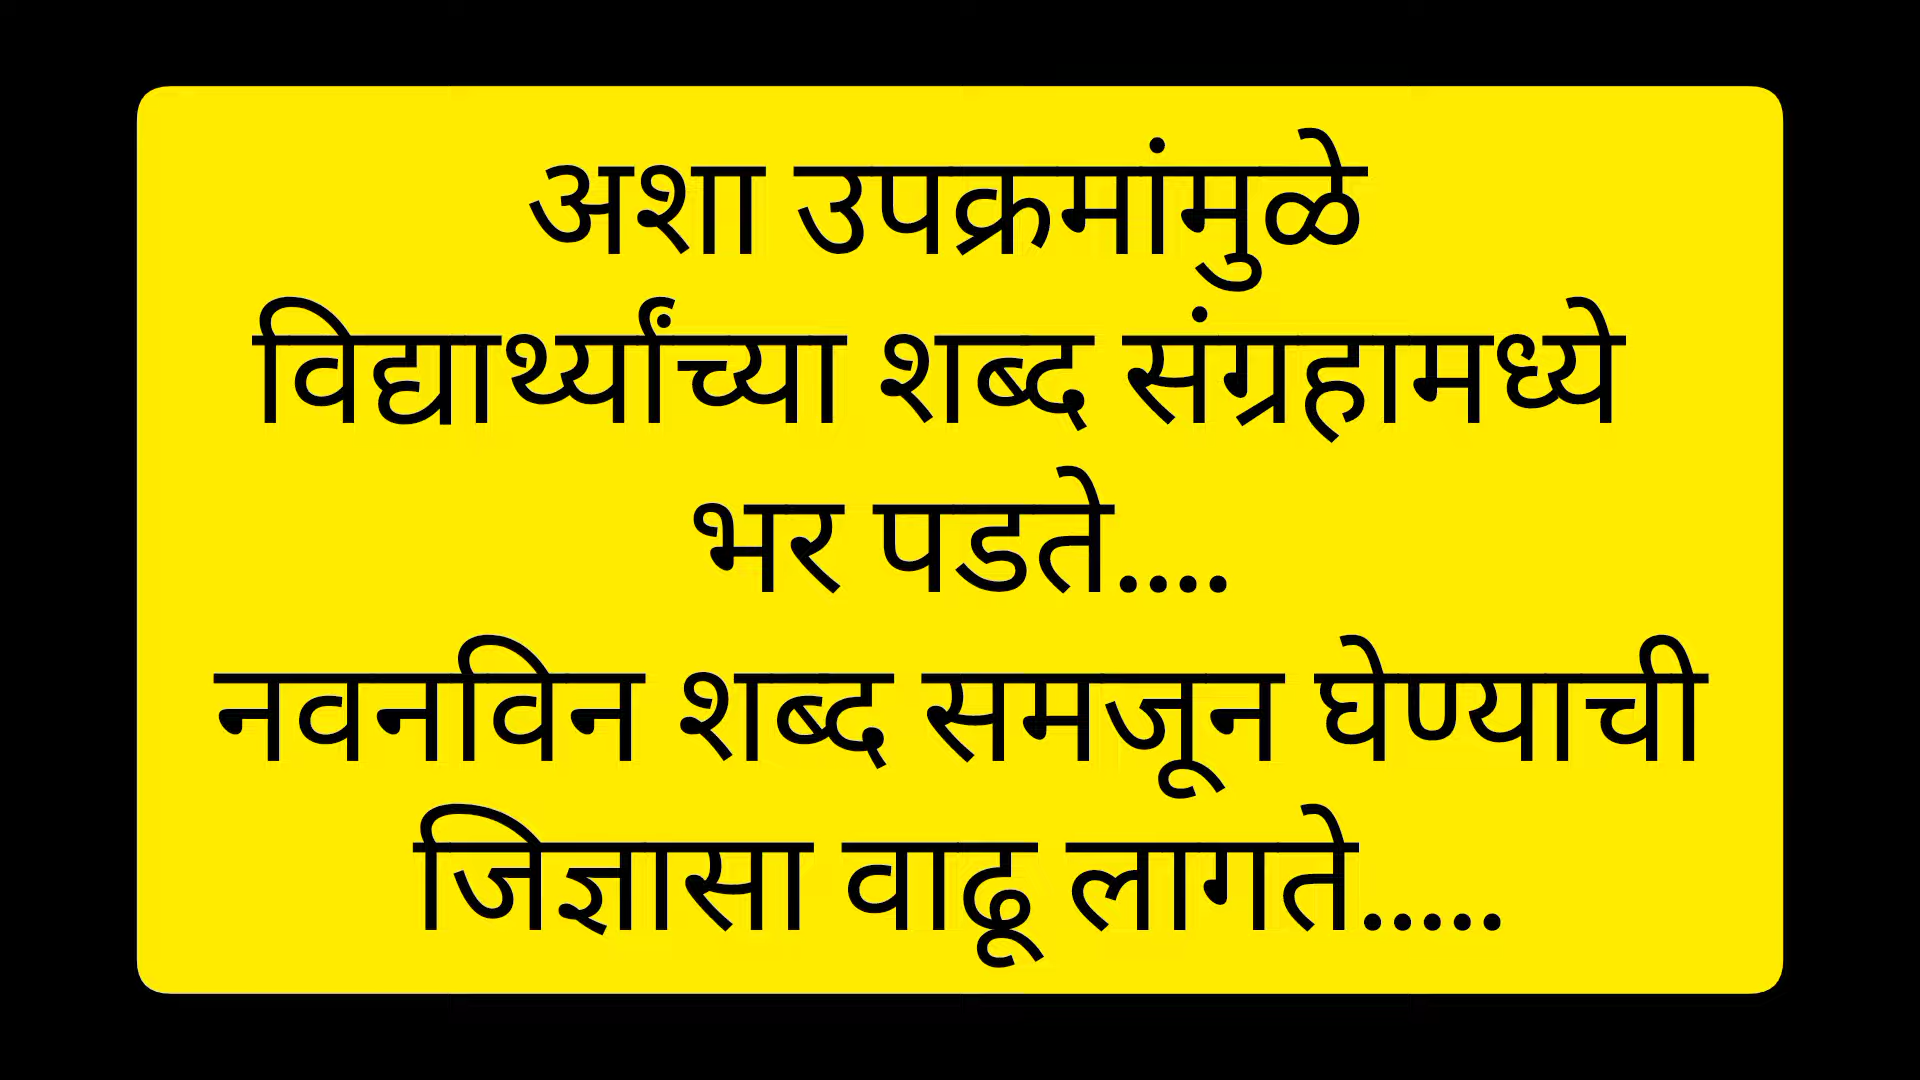 अशा उपक्रमांमुळे
विद्यार्थ्यांच्या शब्द संग्रहामध्ये
भर पडते....
नवनविन शब्द समजून घेण्याची
जिज्ञासा वाढू लागते.....